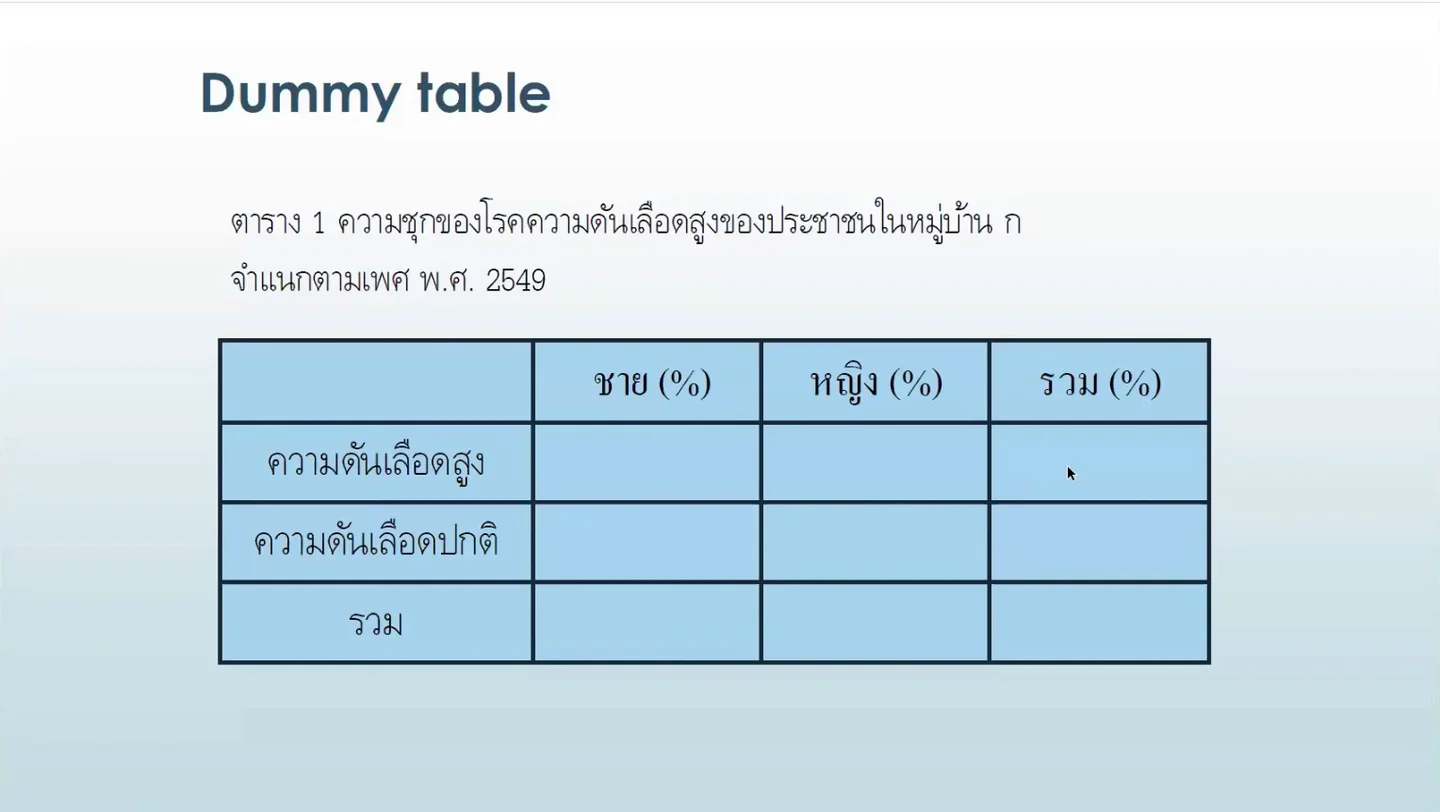 Dummy table
ตาราง 1 ความชุกของโรคความดันเลือดสูงของประชาชนในหมู่บ้าน ก
จำแนกตามเพศ พ.ศ. 2549
ชาย (%) หญิง (%) รวม (%)
ความดันเลือดสูง
ความดันเลือดปกติ
รวม